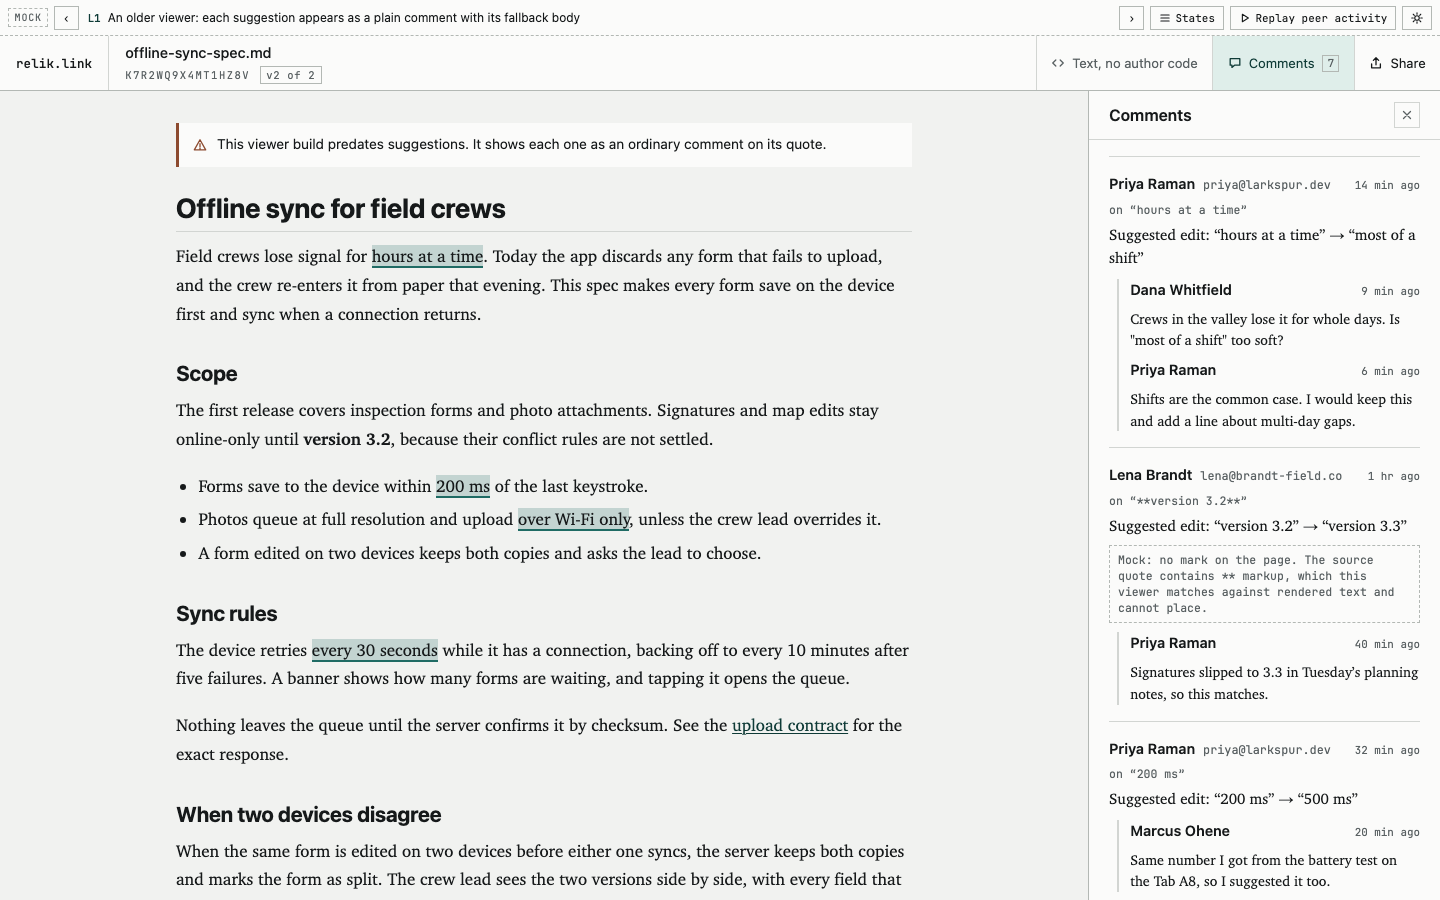 MOCK ‹ L1 An older viewer: each suggestion appears as a plain comment with its fallback body › States Replay peer activity
relik.link
offline-sync-spec.md
K7R2WQ9X4MT1HZ8V v2 of 2
Text, no author code
Comments 7
Share
This viewer build predates suggestions. It shows each one as an ordinary comment on its quote.
Offline sync for field crews
Field crews lose signal for hours at a time. Today the app discards any form that fails to upload,
and the crew re-enters it from paper that evening. This spec makes every form save on the device
first and sync when a connection returns.
Scope
The first release covers inspection forms and photo attachments. Signatures and map edits stay
online-only until version 3.2, because their conflict rules are not settled.
• Forms save to the device within 200 ms of the last keystroke.
• Photos queue at full resolution and upload over Wi-Fi only, unless the crew lead overrides it.
• A form edited on two devices keeps both copies and asks the lead to choose.
Sync rules
The device retries every 30 seconds while it has a connection, backing off to every 10 minutes after
five failures. A banner shows how many forms are waiting, and tapping it opens the queue.
Nothing leaves the queue until the server confirms it by checksum. See the upload contract for the
exact response.
When two devices disagree
When the same form is edited on two devices before either one syncs, the server keeps both copies
and marks the form as split. The crew lead sees the two versions side by side, with every field that
Comments
Priya Raman priya@larkspur.dev 14 min ago
on “hours at a time”
Suggested edit: “hours at a time” → “most of a
shift”
Dana Whitfield 9 min ago
Crews in the valley lose it for whole days. Is
"most of a shift" too soft?
Priya Raman 6 min ago
Shifts are the common case. I would keep this
and add a line about multi-day gaps.
Lena Brandt lena@brandt-field.co 1 hr ago
on “**version 3.2**”
Suggested edit: “version 3.2” → “version 3.3”
Mock: no mark on the page. The source
quote contains ** markup, which this
viewer matches against rendered text and
cannot place.
Priya Raman 40 min ago
Signatures slipped to 3.3 in Tuesday’s planning
notes, so this matches.
Priya Raman priya@larkspur.dev 32 min ago
on “200 ms”
Suggested edit: “200 ms” → “500 ms”
Marcus Ohene 20 min ago
Same number I got from the battery test on
the Tab A8, so I suggested it too.